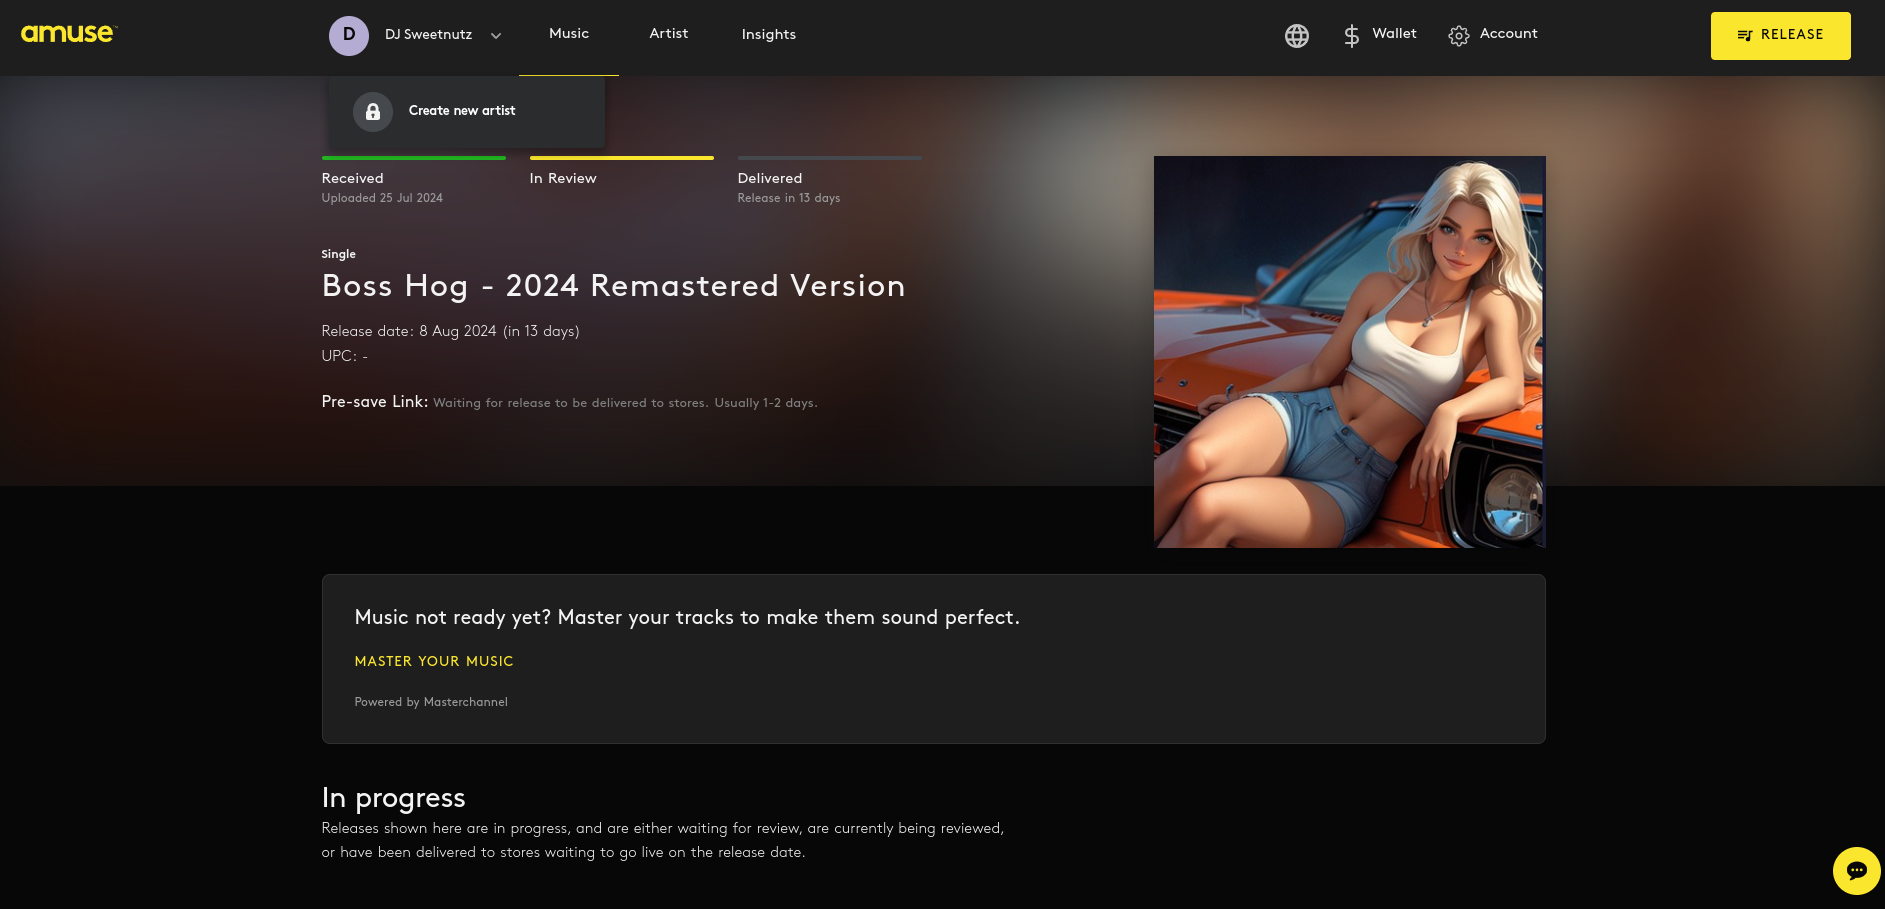 amuse™
D
DJ Sweetnutz
Music
Artist
Insights
Wallet
Account
RELEASE
Create new artist
Received
Uploaded 25 Jul 2024
In Review
Delivered
Release in 13 days
Single
Boss Hog - 2024 Remastered Version
Release date: 8 Aug 2024 (in 13 days)
UPC: -
Pre-save Link: Waiting for release to be delivered to stores. Usually 1-2 days.
Music not ready yet? Master your tracks to make them sound perfect.
MASTER YOUR MUSIC
Powered by Masterchannel
In progress
Releases shown here are in progress, and are either waiting for review, are currently being reviewed,
or have been delivered to stores waiting to go live on the release date.